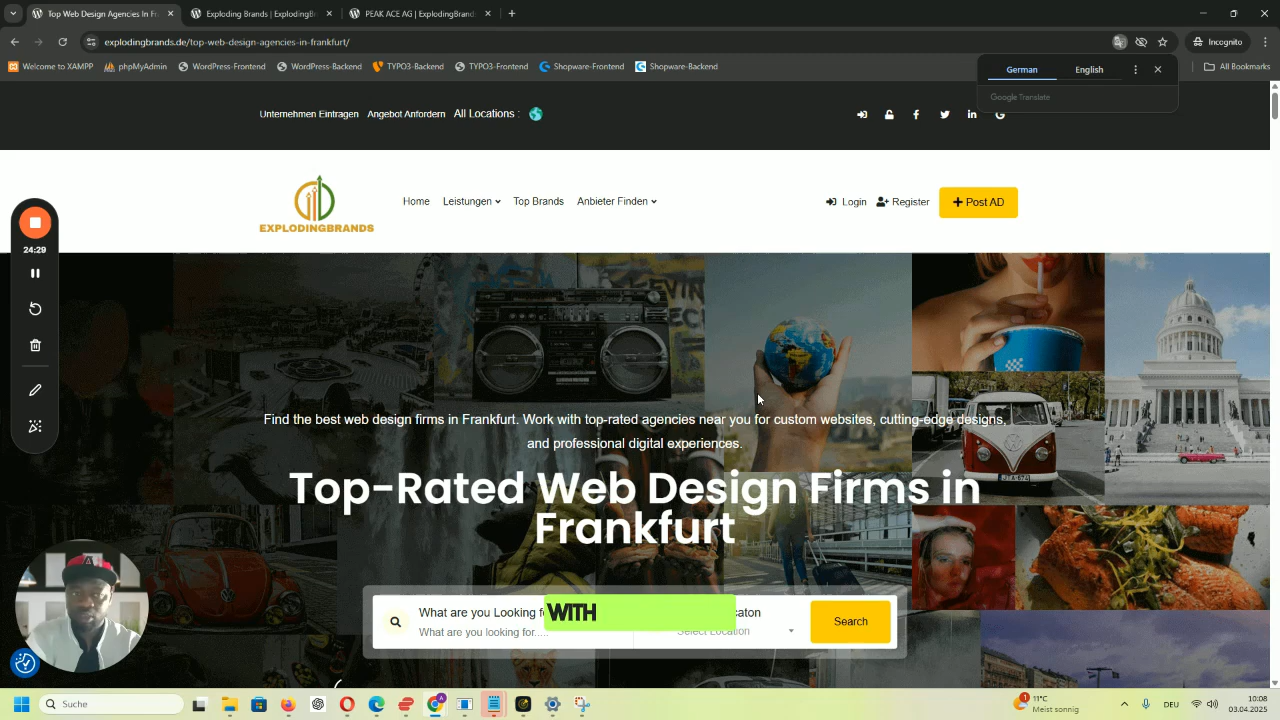 Top Web Design Agencies In Fr
Exploding Brands | ExplodingBr
PEAK ACE AG | ExplodingBrand
explodingbrands.de/top-web-design-agencies-in-frankfurt/
Incognito
Welcome to XAMPP
phpMyAdmin
WordPress-Frontend
WordPress-Backend
TYPO3-Backend
TYPO3-Frontend
Shopware-Frontend
Shopware-Backend
All Bookmarks
German
English
Google Translate
Unternehmen Eintragen
Angebot Anfordern
All Locations :
EXPLODINGBRANDS
Home
Leistungen
Top Brands
Anbieter Finden
Login
Register
Post AD
24:29
Find the best web design firms in Frankfurt. Work with top-rated agencies near you for custom websites, cutting-edge designs,
and professional digital experiences.
Top-Rated Web Design Firms in
Frankfurt
What are you Looking f
WITH
caton
What are you looking for....
Select Location
Search
Suche
1
11°C
Meist sonnig
DEU
10:08
03.04.2025